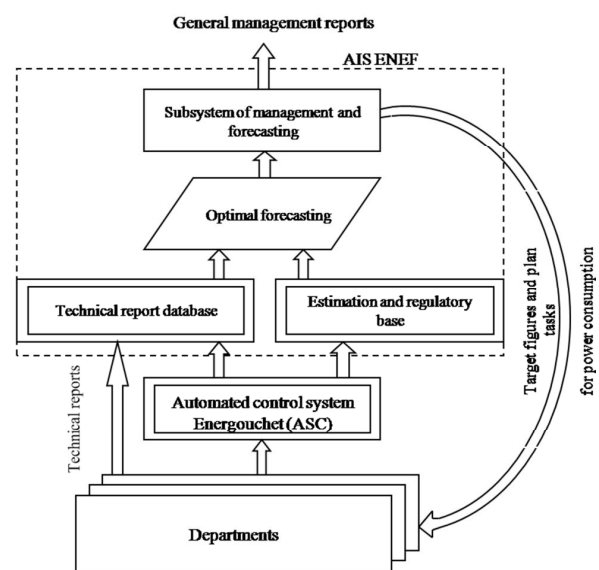 General management reports
AIS ENEF
Subsystem of management and
forecasting
Optimal forecasting
Technical report database
Estimation and regulatory
base
Target figures and plan
tasks
for power consumption
Technical reports
Automated control system
Energouchet (ASC)
Departments